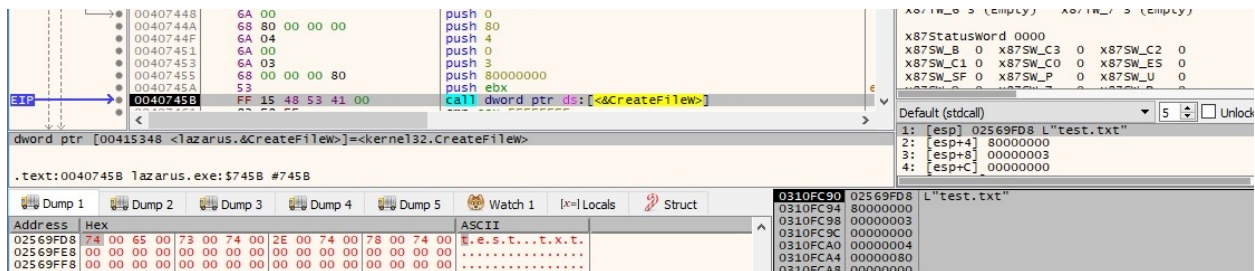 00407448 6A 00 push 0
0040744A 68 80 00 00 00 push 80
0040744F 6A 04 push 4
00407451 6A 00 push 0
00407453 6A 03 push 3
00407455 68 00 00 00 80 push 80000000
0040745A 53 push ebx
EIP 0040745B FF 15 48 53 41 00 call dword ptr ds:[<&CreateFileW>]
x87StatusWord 0000
x87SW_B 0 x87SW_C3 0 x87SW_C2 0
x87SW_C1 0 x87SW_C0 0 x87SW_ES 0
x87SW_SF 0 x87SW_P 0 x87SW_U 0
Default (stdcall) 5 Unlock
1: [esp] 02569FD8 L"test.txt"
2: [esp+4] 80000000
3: [esp+8] 00000003
4: [esp+C] 00000000
dword ptr [00415348 <lazarus.&CreateFileW>]=<kernel32.CreateFileW>
.text:0040745B lazarus.exe:$745B #745B
Dump 1 Dump 2 Dump 3 Dump 4 Dump 5 Watch 1 [x=] Locals Struct
Address Hex ASCII
02569FD8 74 00 65 00 73 00 74 00 2E 00 74 00 78 00 74 00 t.e.s.t...t.x.t.
02569FE8 00 00 00 00 00 00 00 00 00 00 00 00 00 00 00 00 ................
02569FF8 00 00 00 00 00 00 00 00 00 00 00 00 00 00 00 00 ................
0310FC90 02569FD8 L"test.txt"
0310FC94 80000000
0310FC98 00000003
0310FC9C 00000000
0310FCA0 00000004
0310FCA4 00000080
0310FCA8 00000000